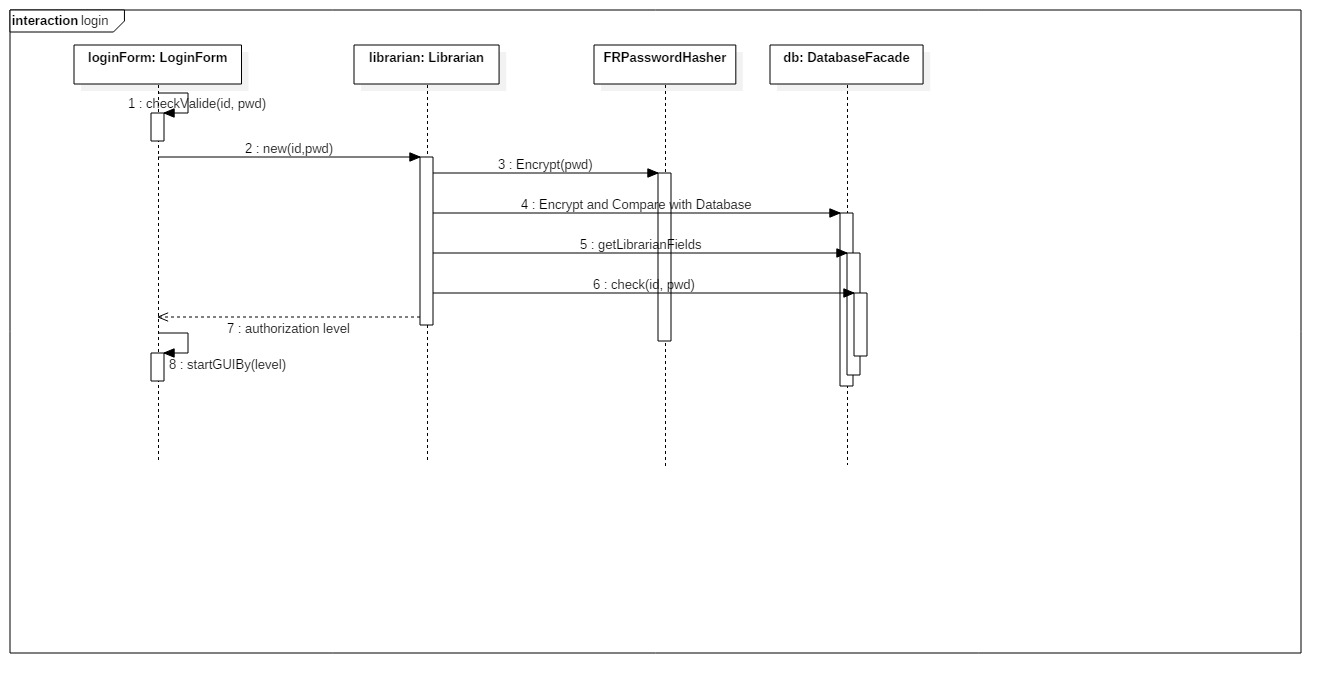 interaction login
loginForm: LoginForm
librarian: Librarian
FRPasswordHasher
db: DatabaseFacade
1 : checkValide(id, pwd)
2 : new(id,pwd)
3 : Encrypt(pwd)
4 : Encrypt and Compare with Database
5 : getLibrarianFields
6 : check(id, pwd)
7 : authorization level
8 : startGUIBy(level)